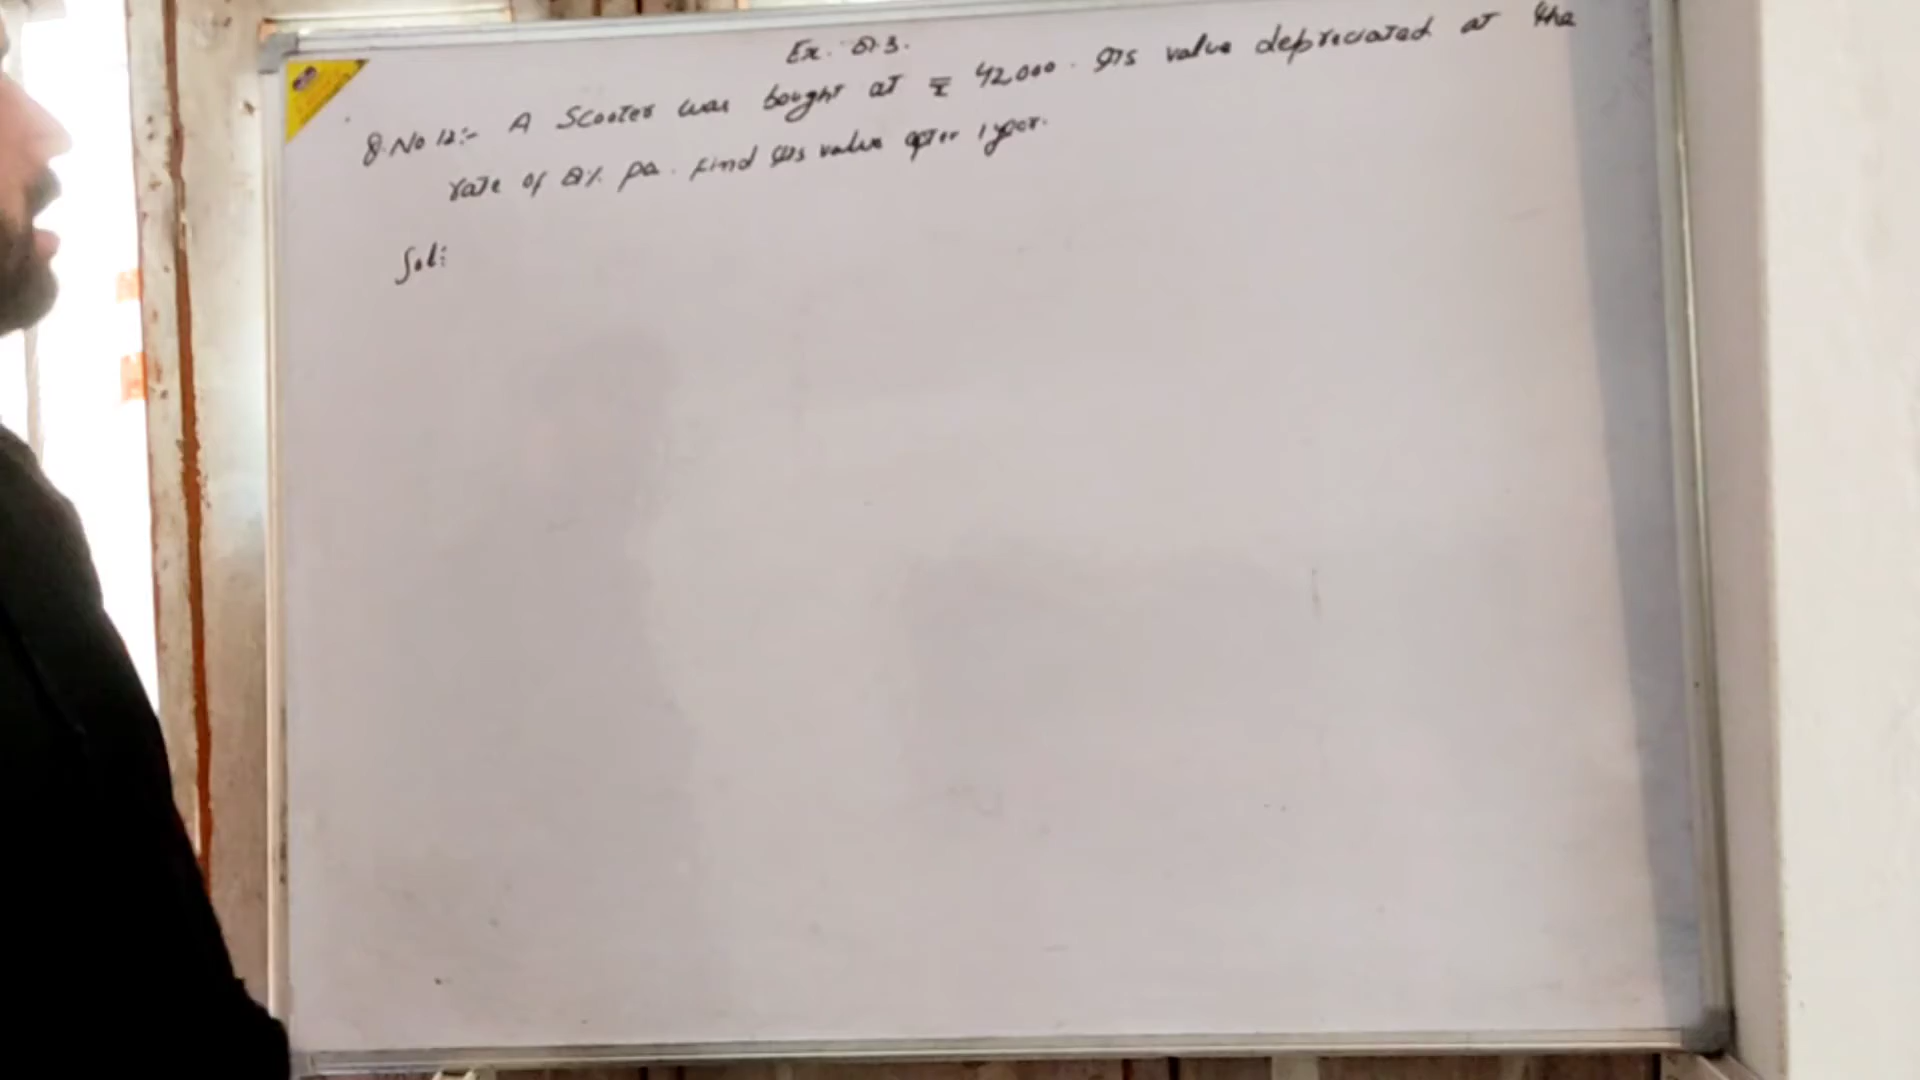 Ex. 8.3.
Q.No 12:- A Scooter was bought at ₹ 42,000. Its value depreciated at the
rate of 8% pa. Find its value after 1 year.
Sol: